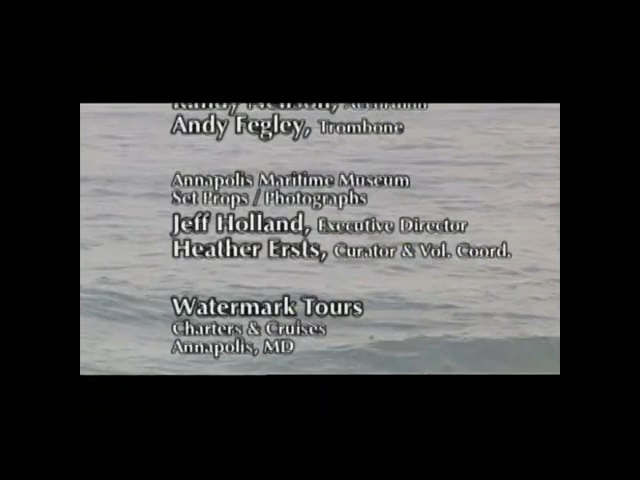 Andy Fegley, Trombone
Annapolis Maritime Museum
Set Props / Photographs
Jeff Holland, Executive Director
Heather Ersts, Curator & Vol. Coord.
Watermark Tours
Charters & Cruises
Annapolis, MD